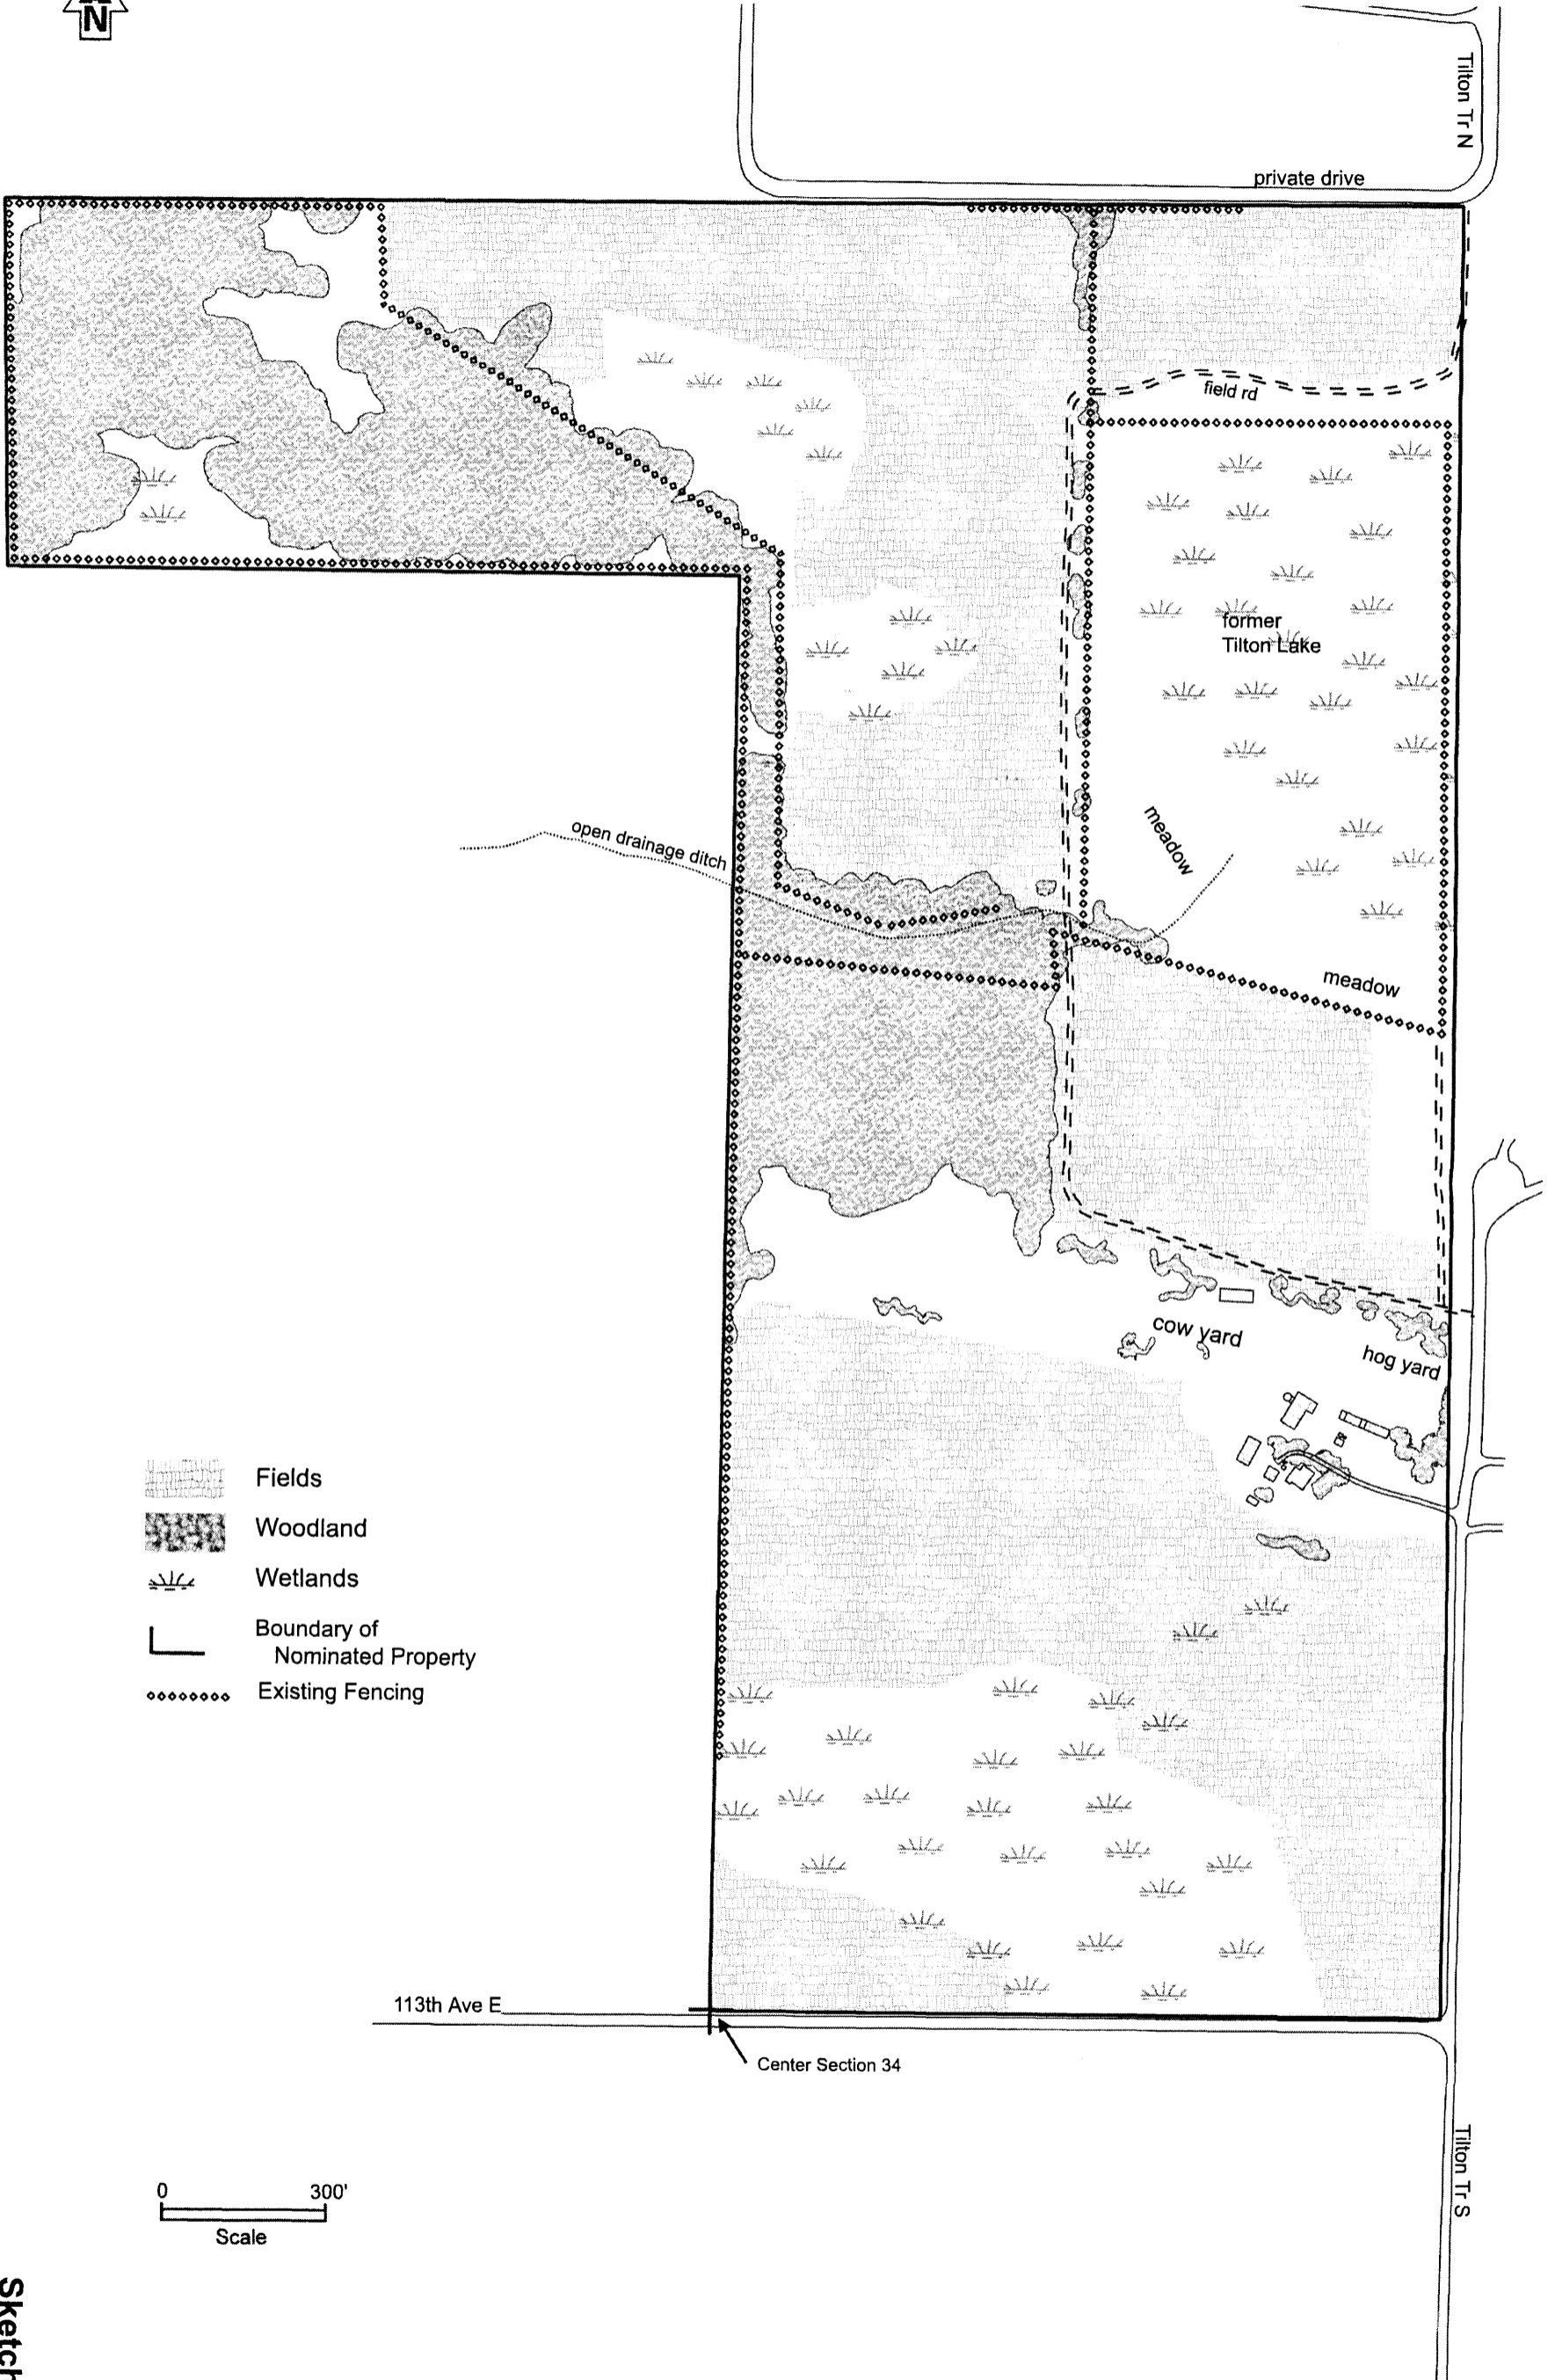 N
Tilton Tr N
private drive
field rd
former
Tilton Lake
meadow
open drainage ditch
meadow
cow yard
hog yard
Fields
Woodland
Wetlands
Boundary of
Nominated Property
Existing Fencing
113th Ave E
Center Section 34
Tilton Tr S
0 300'
Scale
Sketch